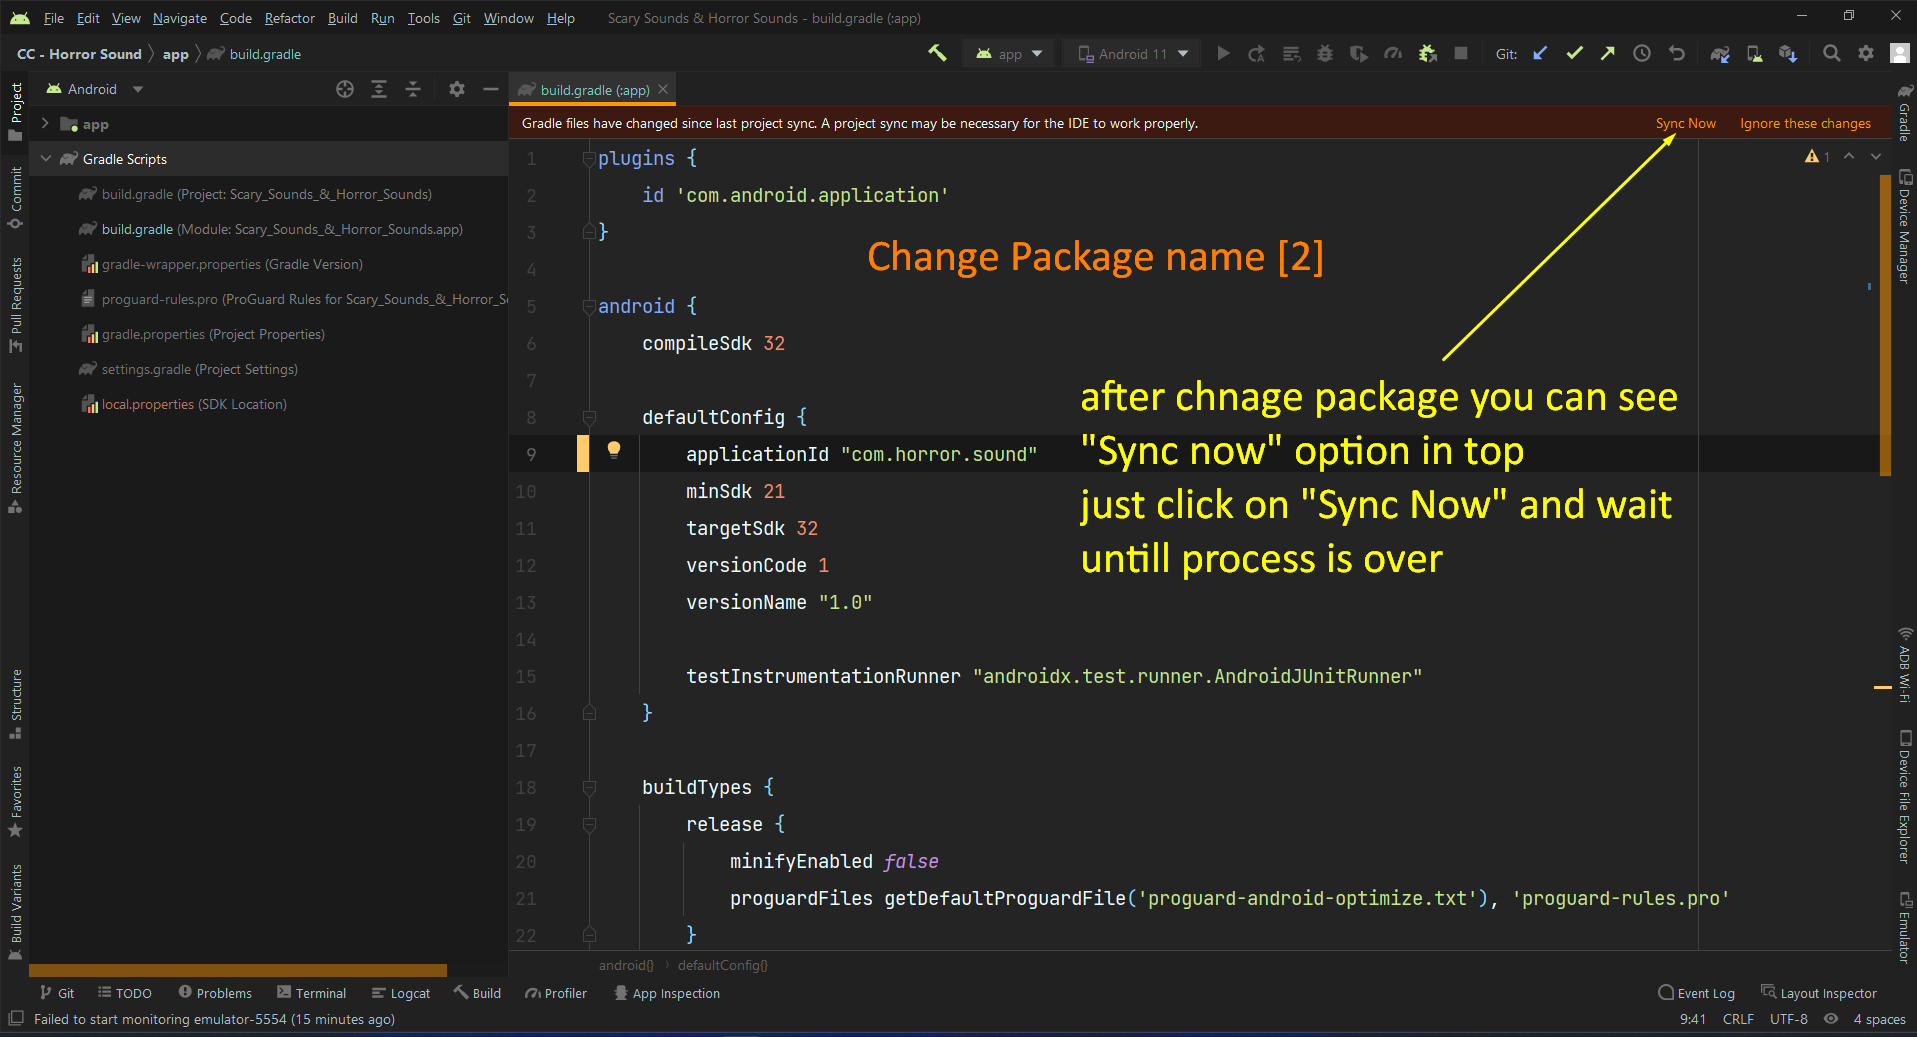 File Edit View Navigate Code Refactor Build Run Tools Git Window Help Scary Sounds & Horror Sounds - build.gradle (:app)
CC - Horror Sound app build.gradle
app Android 11 Git:
Project
Commit
Pull Requests
Resource Manager
Structure
Favorites
Build Variants
Android
app
Gradle Scripts
build.gradle (Project: Scary_Sounds_&_Horror_Sounds)
build.gradle (Module: Scary_Sounds_&_Horror_Sounds.app)
gradle-wrapper.properties (Gradle Version)
proguard-rules.pro (ProGuard Rules for Scary_Sounds_&_Horror_S
gradle.properties (Project Properties)
settings.gradle (Project Settings)
local.properties (SDK Location)
build.gradle (:app)
Gradle files have changed since last project sync. A project sync may be necessary for the IDE to work properly. Sync Now Ignore these changes
1
1 plugins {
2 id 'com.android.application'
3 }
4
5 android {
6 compileSdk 32
7
8 defaultConfig {
9 applicationId "com.horror.sound"
10 minSdk 21
11 targetSdk 32
12 versionCode 1
13 versionName "1.0"
14
15 testInstrumentationRunner "androidx.test.runner.AndroidJUnitRunner"
16 }
17
18 buildTypes {
19 release {
20 minifyEnabled false
21 proguardFiles getDefaultProguardFile('proguard-android-optimize.txt'), 'proguard-rules.pro'
22 }
Change Package name [2]
after chnage package you can see
"Sync now" option in top
just click on "Sync Now" and wait
untill process is over
android{} defaultConfig{}
Gradle
Device Manager
ADB Wi-Fi
Device File Explorer
Emulator
Git TODO Problems Terminal Logcat Build Profiler App Inspection Event Log Layout Inspector
Failed to start monitoring emulator-5554 (15 minutes ago) 9:41 CRLF UTF-8 4 spaces